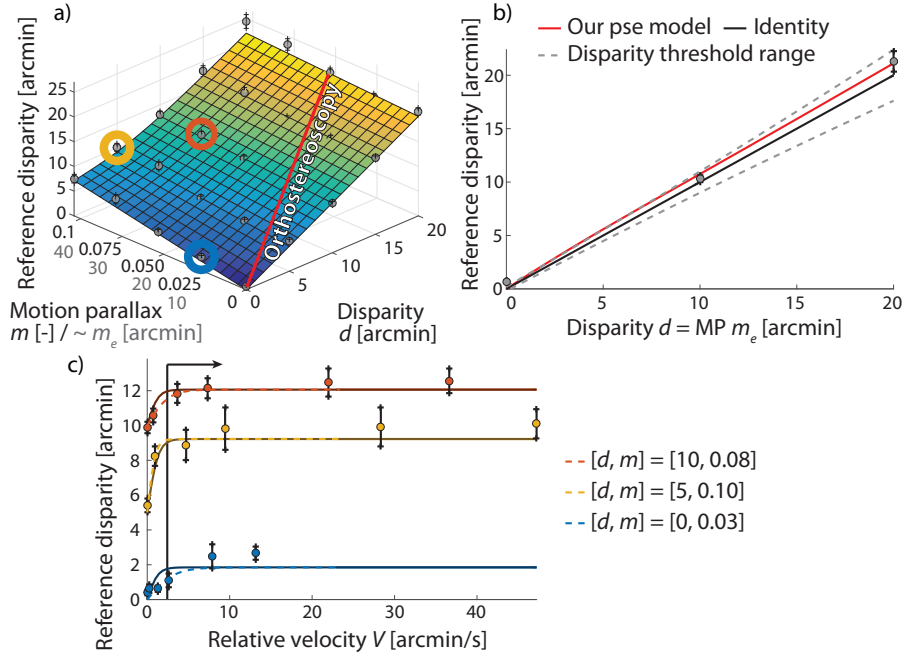 a)
Reference disparity [arcmin]
25
20
15
10
5
0
0.1
40
0.075
30
0.050
20
0.025
10
0
0
5
10
15
20
Orthostereoscopy
Motion parallax
m [-] / ~ m_e [arcmin]
Disparity
d [arcmin]
b)
Our pse model
Identity
Disparity threshold range
Reference disparity [arcmin]
20
15
10
5
0
0
5
10
15
20
Disparity d = MP m_e [arcmin]
c)
Reference disparity [arcmin]
12
10
8
6
4
2
0
0
10
20
30
40
Relative velocity V [arcmin/s]
[d, m] = [10, 0.08]
[d, m] = [5, 0.10]
[d, m] = [0, 0.03]